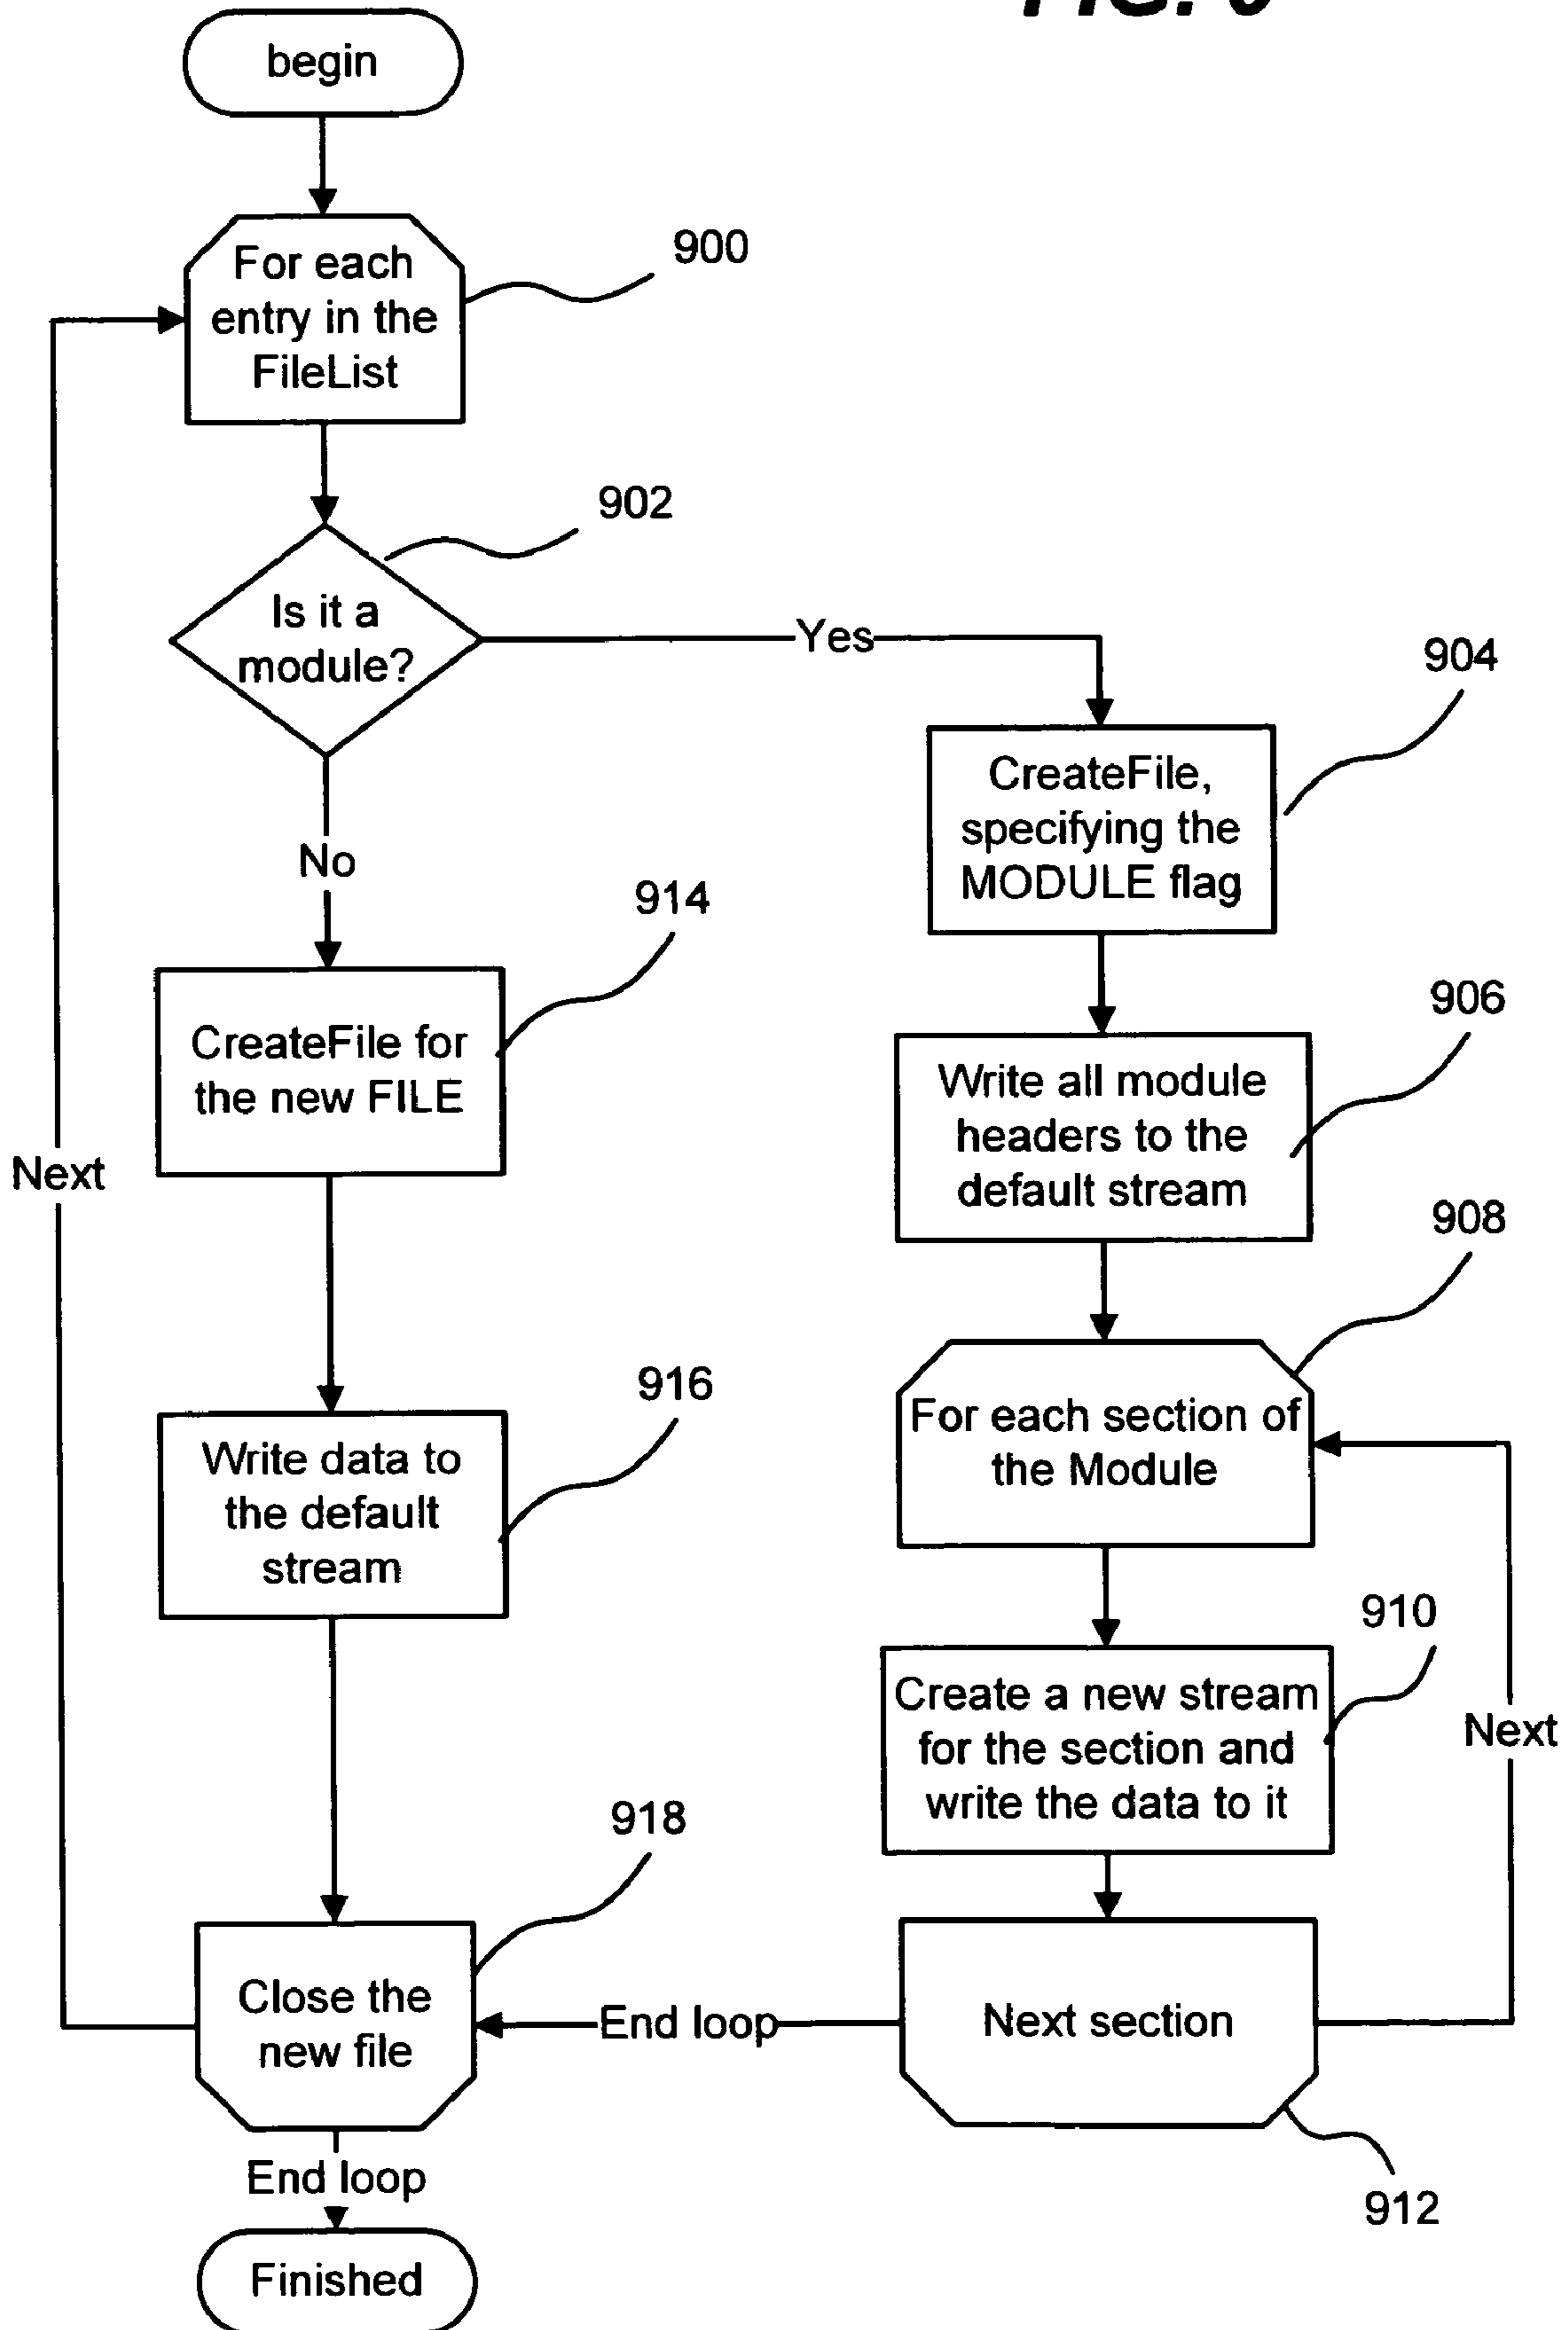 FIG.
begin
For each
entry in the
FileList
900
902
Is it a
module?
Yes
904
CreateFile,
specifying the
MODULE flag
No
914
CreateFile for
the new FILE
906
Write all module
headers to the
default stream
Next
908
For each section of
the Module
916
Write data to
the default
stream
910
Create a new stream
for the section and
write the data to it
Next
918
Close the
new file
End loop
Next section
912
End loop
Finished